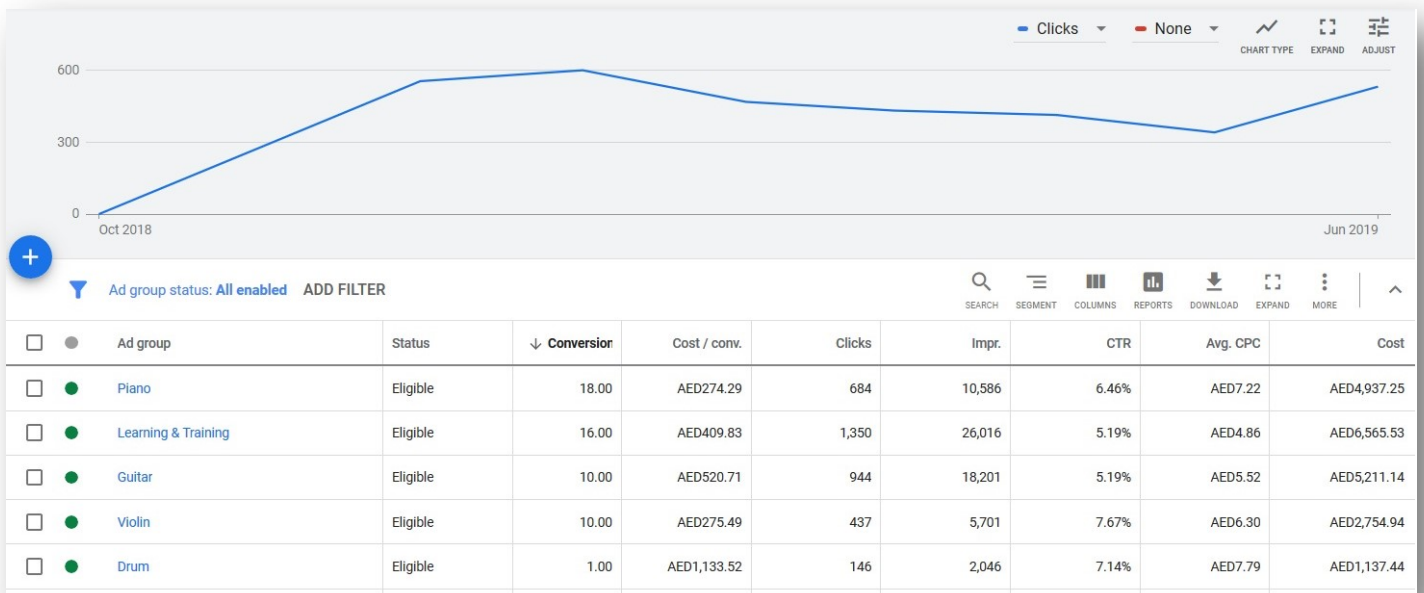 Clicks None
CHART TYPE EXPAND ADJUST
600
300
0
Oct 2018 Jun 2019
Ad group status: All enabled ADD FILTER
SEARCH SEGMENT COLUMNS REPORTS DOWNLOAD EXPAND MORE
Ad group Status Conversion Cost / conv. Clicks Impr. CTR Avg. CPC Cost
Piano Eligible 18.00 AED274.29 684 10,586 6.46% AED7.22 AED4,937.25
Learning & Training Eligible 16.00 AED409.83 1,350 26,016 5.19% AED4.86 AED6,565.53
Guitar Eligible 10.00 AED520.71 944 18,201 5.19% AED5.52 AED5,211.14
Violin Eligible 10.00 AED275.49 437 5,701 7.67% AED6.30 AED2,754.94
Drum Eligible 1.00 AED1,133.52 146 2,046 7.14% AED7.79 AED1,137.44